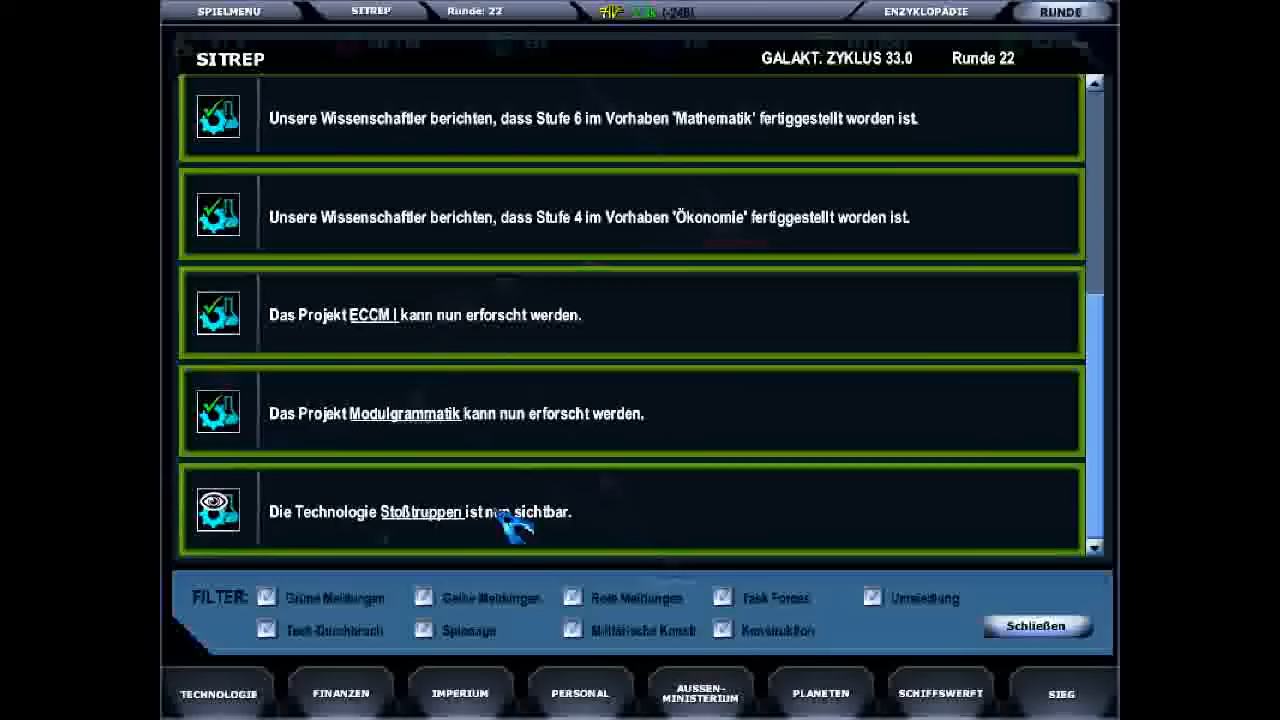 SPIELMENU SITREP Runde: 22 ENZYKLOPÄDIE RUNDE
SITREP GALAKT. ZYKLUS 33.0 Runde 22
Unsere Wissenschaftler berichten, dass Stufe 6 im Vorhaben 'Mathematik' fertiggestellt worden ist.
Unsere Wissenschaftler berichten, dass Stufe 4 im Vorhaben 'Ökonomie' fertiggestellt worden ist.
Das Projekt ECCM I kann nun erforscht werden.
Das Projekt Modulgrammatik kann nun erforscht werden.
Die Technologie Stoßtruppen ist nun sichtbar.
FILTER: Grüne Meldungen Gelbe Meldungen Rote Meldungen Task Forces Umsiedlung
Tech-Durchbruch Spionage Militärische Konstr Konstruktion
Schließen
TECHNOLOGIE FINANZEN IMPERIUM PERSONAL AUSSEN-
MINISTERIUM PLANETEN SCHIFFSWERFT SIEG